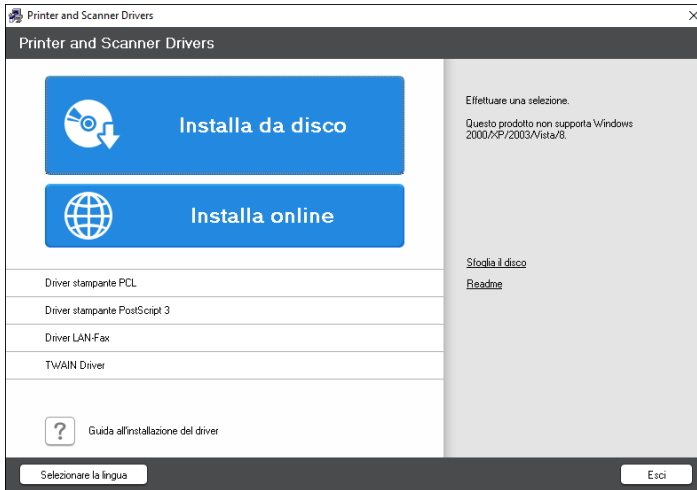 Printer and Scanner Drivers
Printer and Scanner Drivers
Installa da disco
Installa online
Driver stampante PCL
Driver stampante PostScript 3
Driver LAN-Fax
TWAIN Driver
? Guida all'installazione del driver
Effettuare una selezione.
Questo prodotto non supporta Windows
2000/XP/2003/Vista/8.
Sfoglia il disco
Readme
Selezionare la lingua
Esci